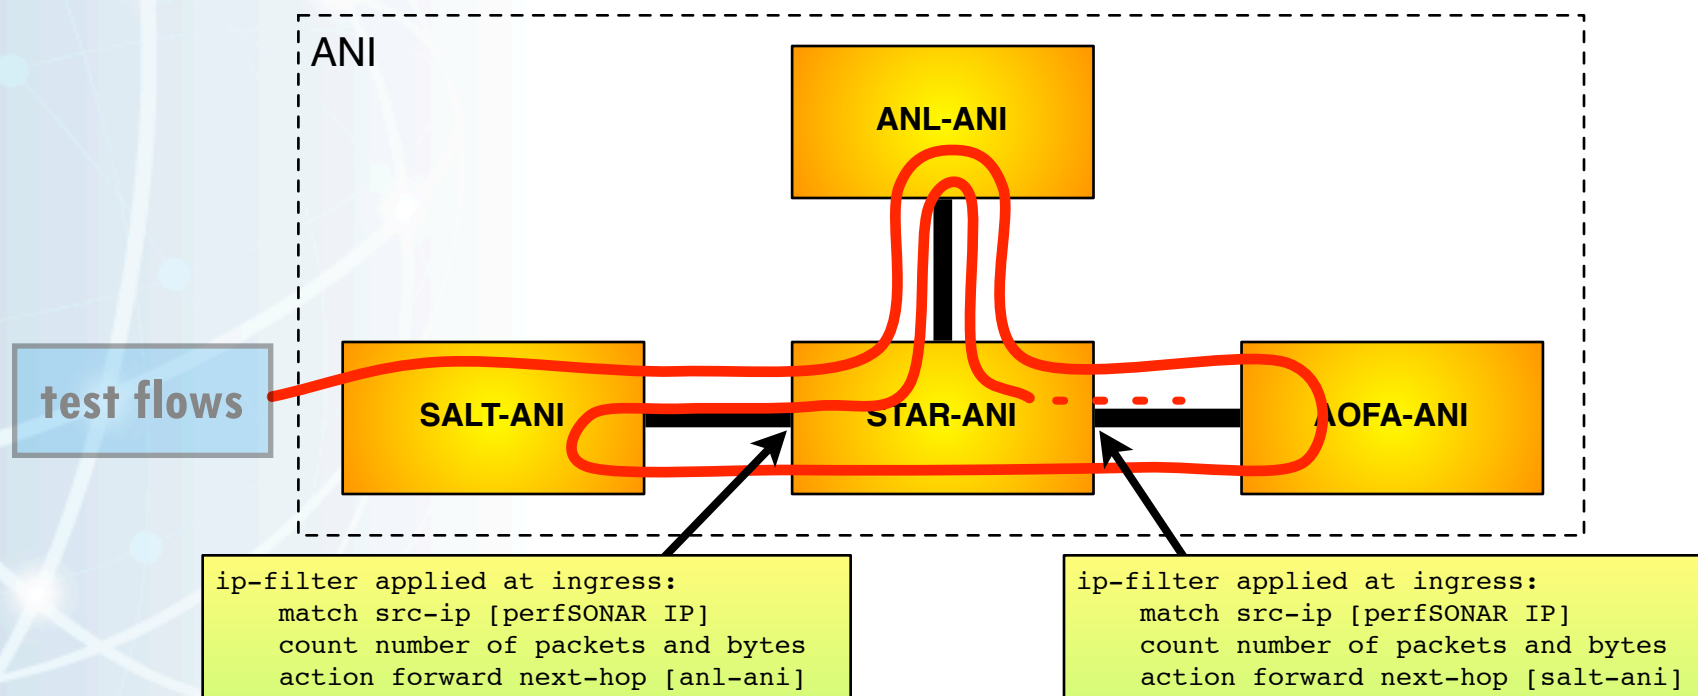 ANI
ANL-ANI
test flows
SALT-ANI
STAR-ANI
AOFA-ANI
ip-filter applied at ingress:
    match src-ip [perfSONAR IP]
    count number of packets and bytes
    action forward next-hop [anl-ani]
ip-filter applied at ingress:
    match src-ip [perfSONAR IP]
    count number of packets and bytes
    action forward next-hop [salt-ani]